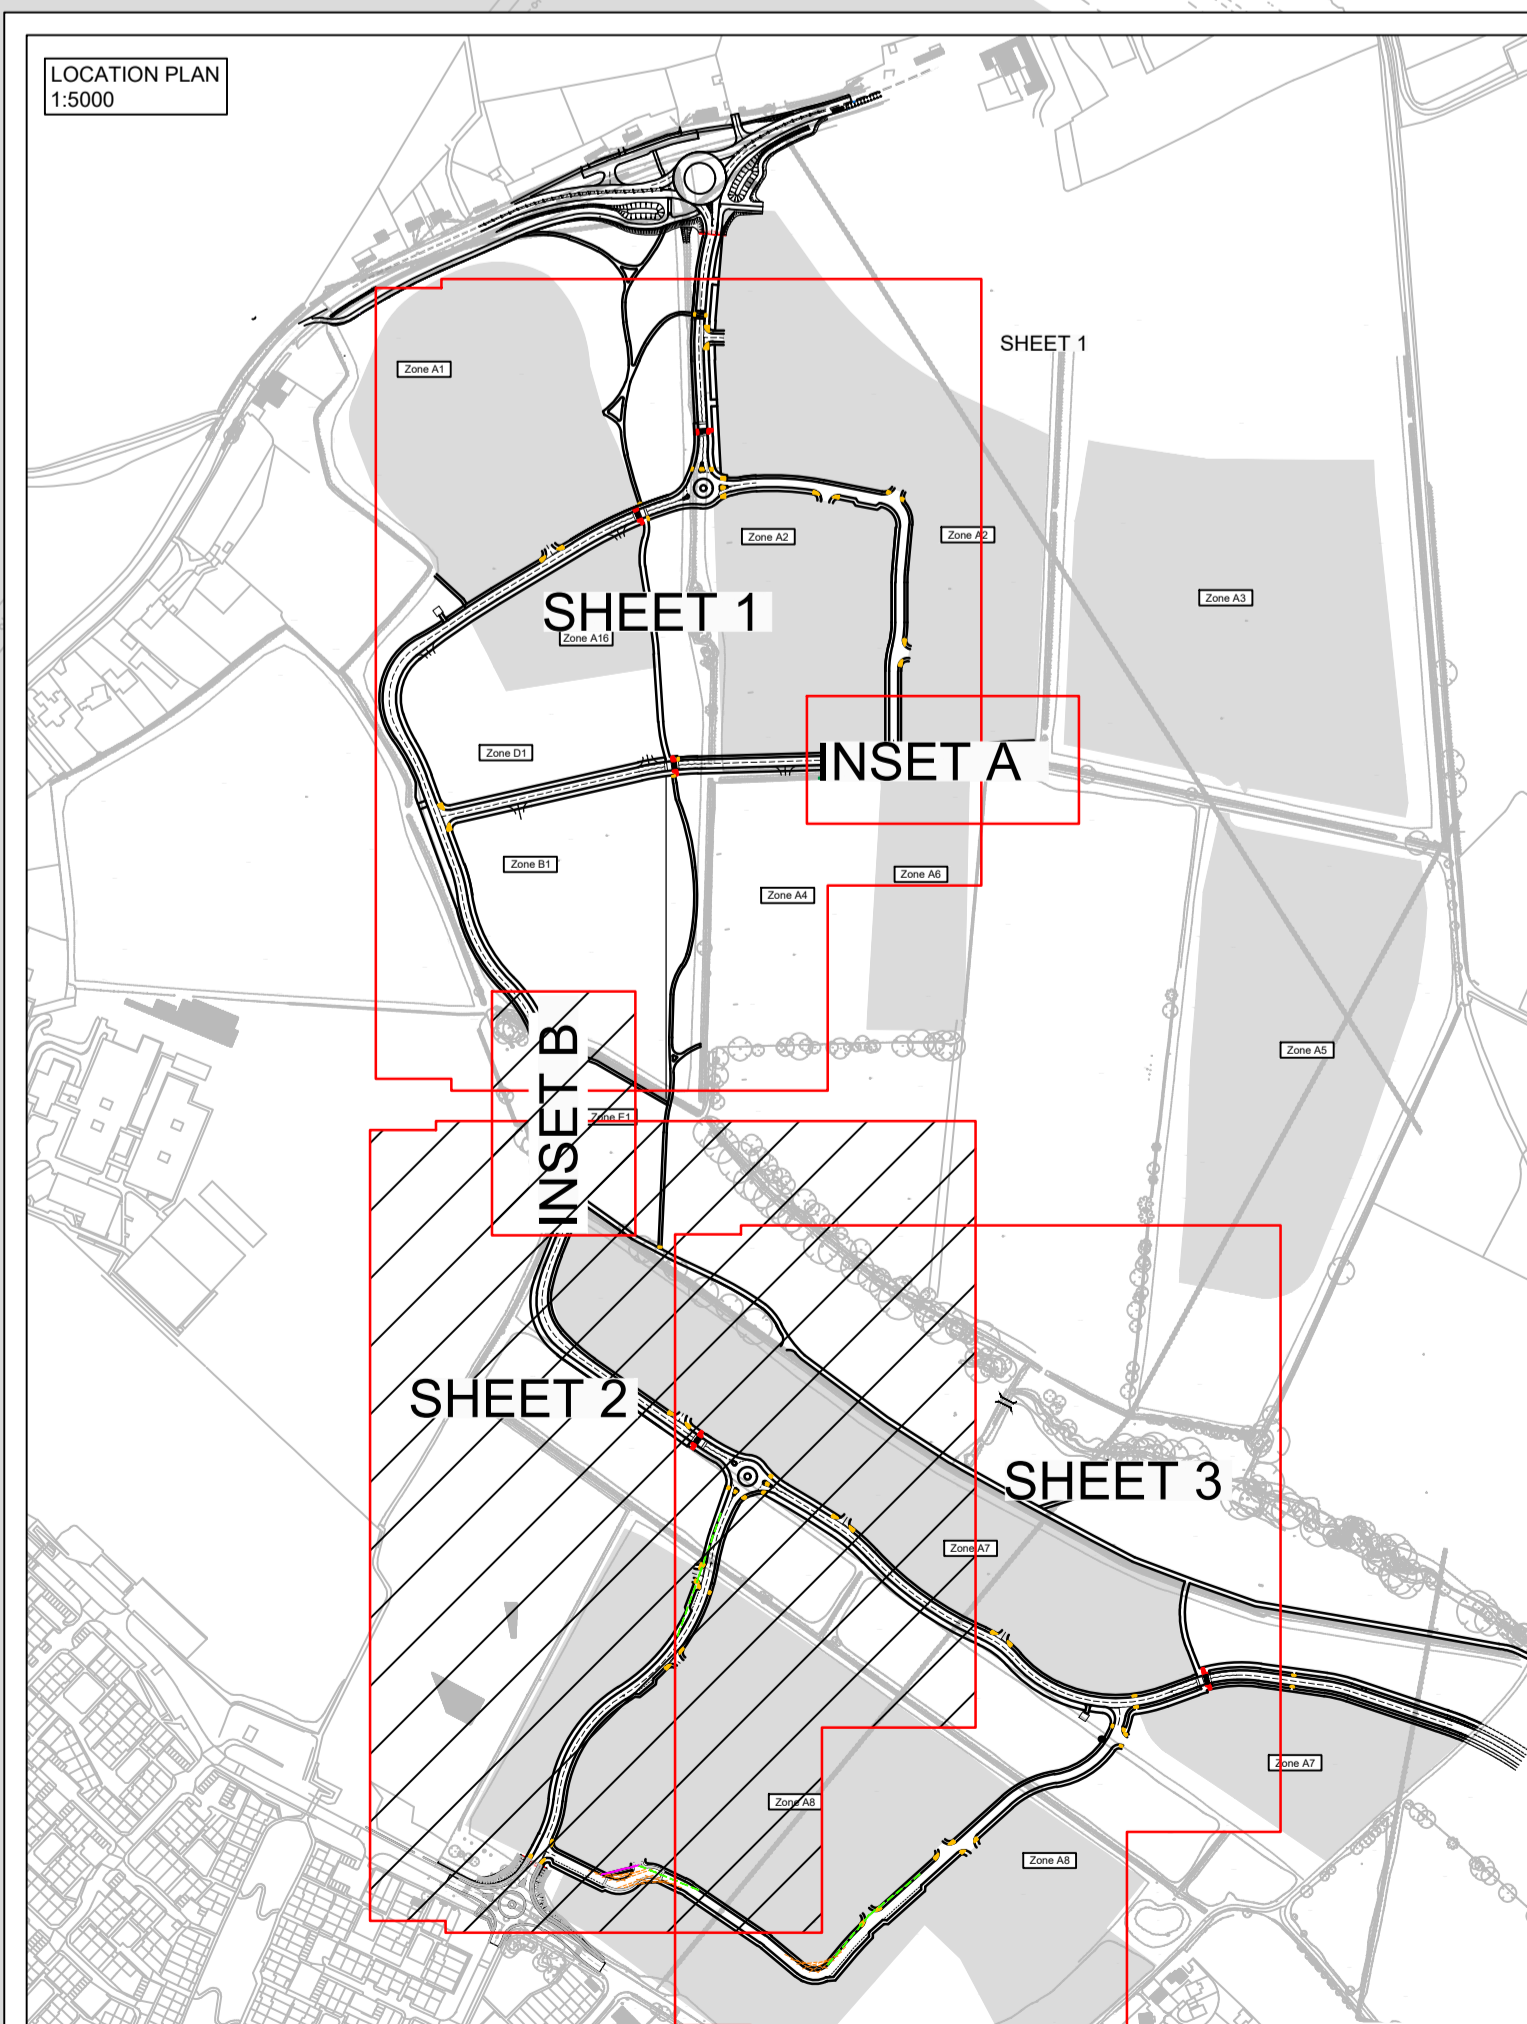 LOCATION PLAN
1:5000
SHEET 1
Zone A1
Zone A2
Zone A2
Zone A3
SHEET 1
Zone A16
Zone D1
INSET A
Zone B1
Zone A6
Zone A4
INSET B
Zone A5
Zone E1
SHEET 2
SHEET 3
Zone A7
Zone A7
Zone A8
Zone A8